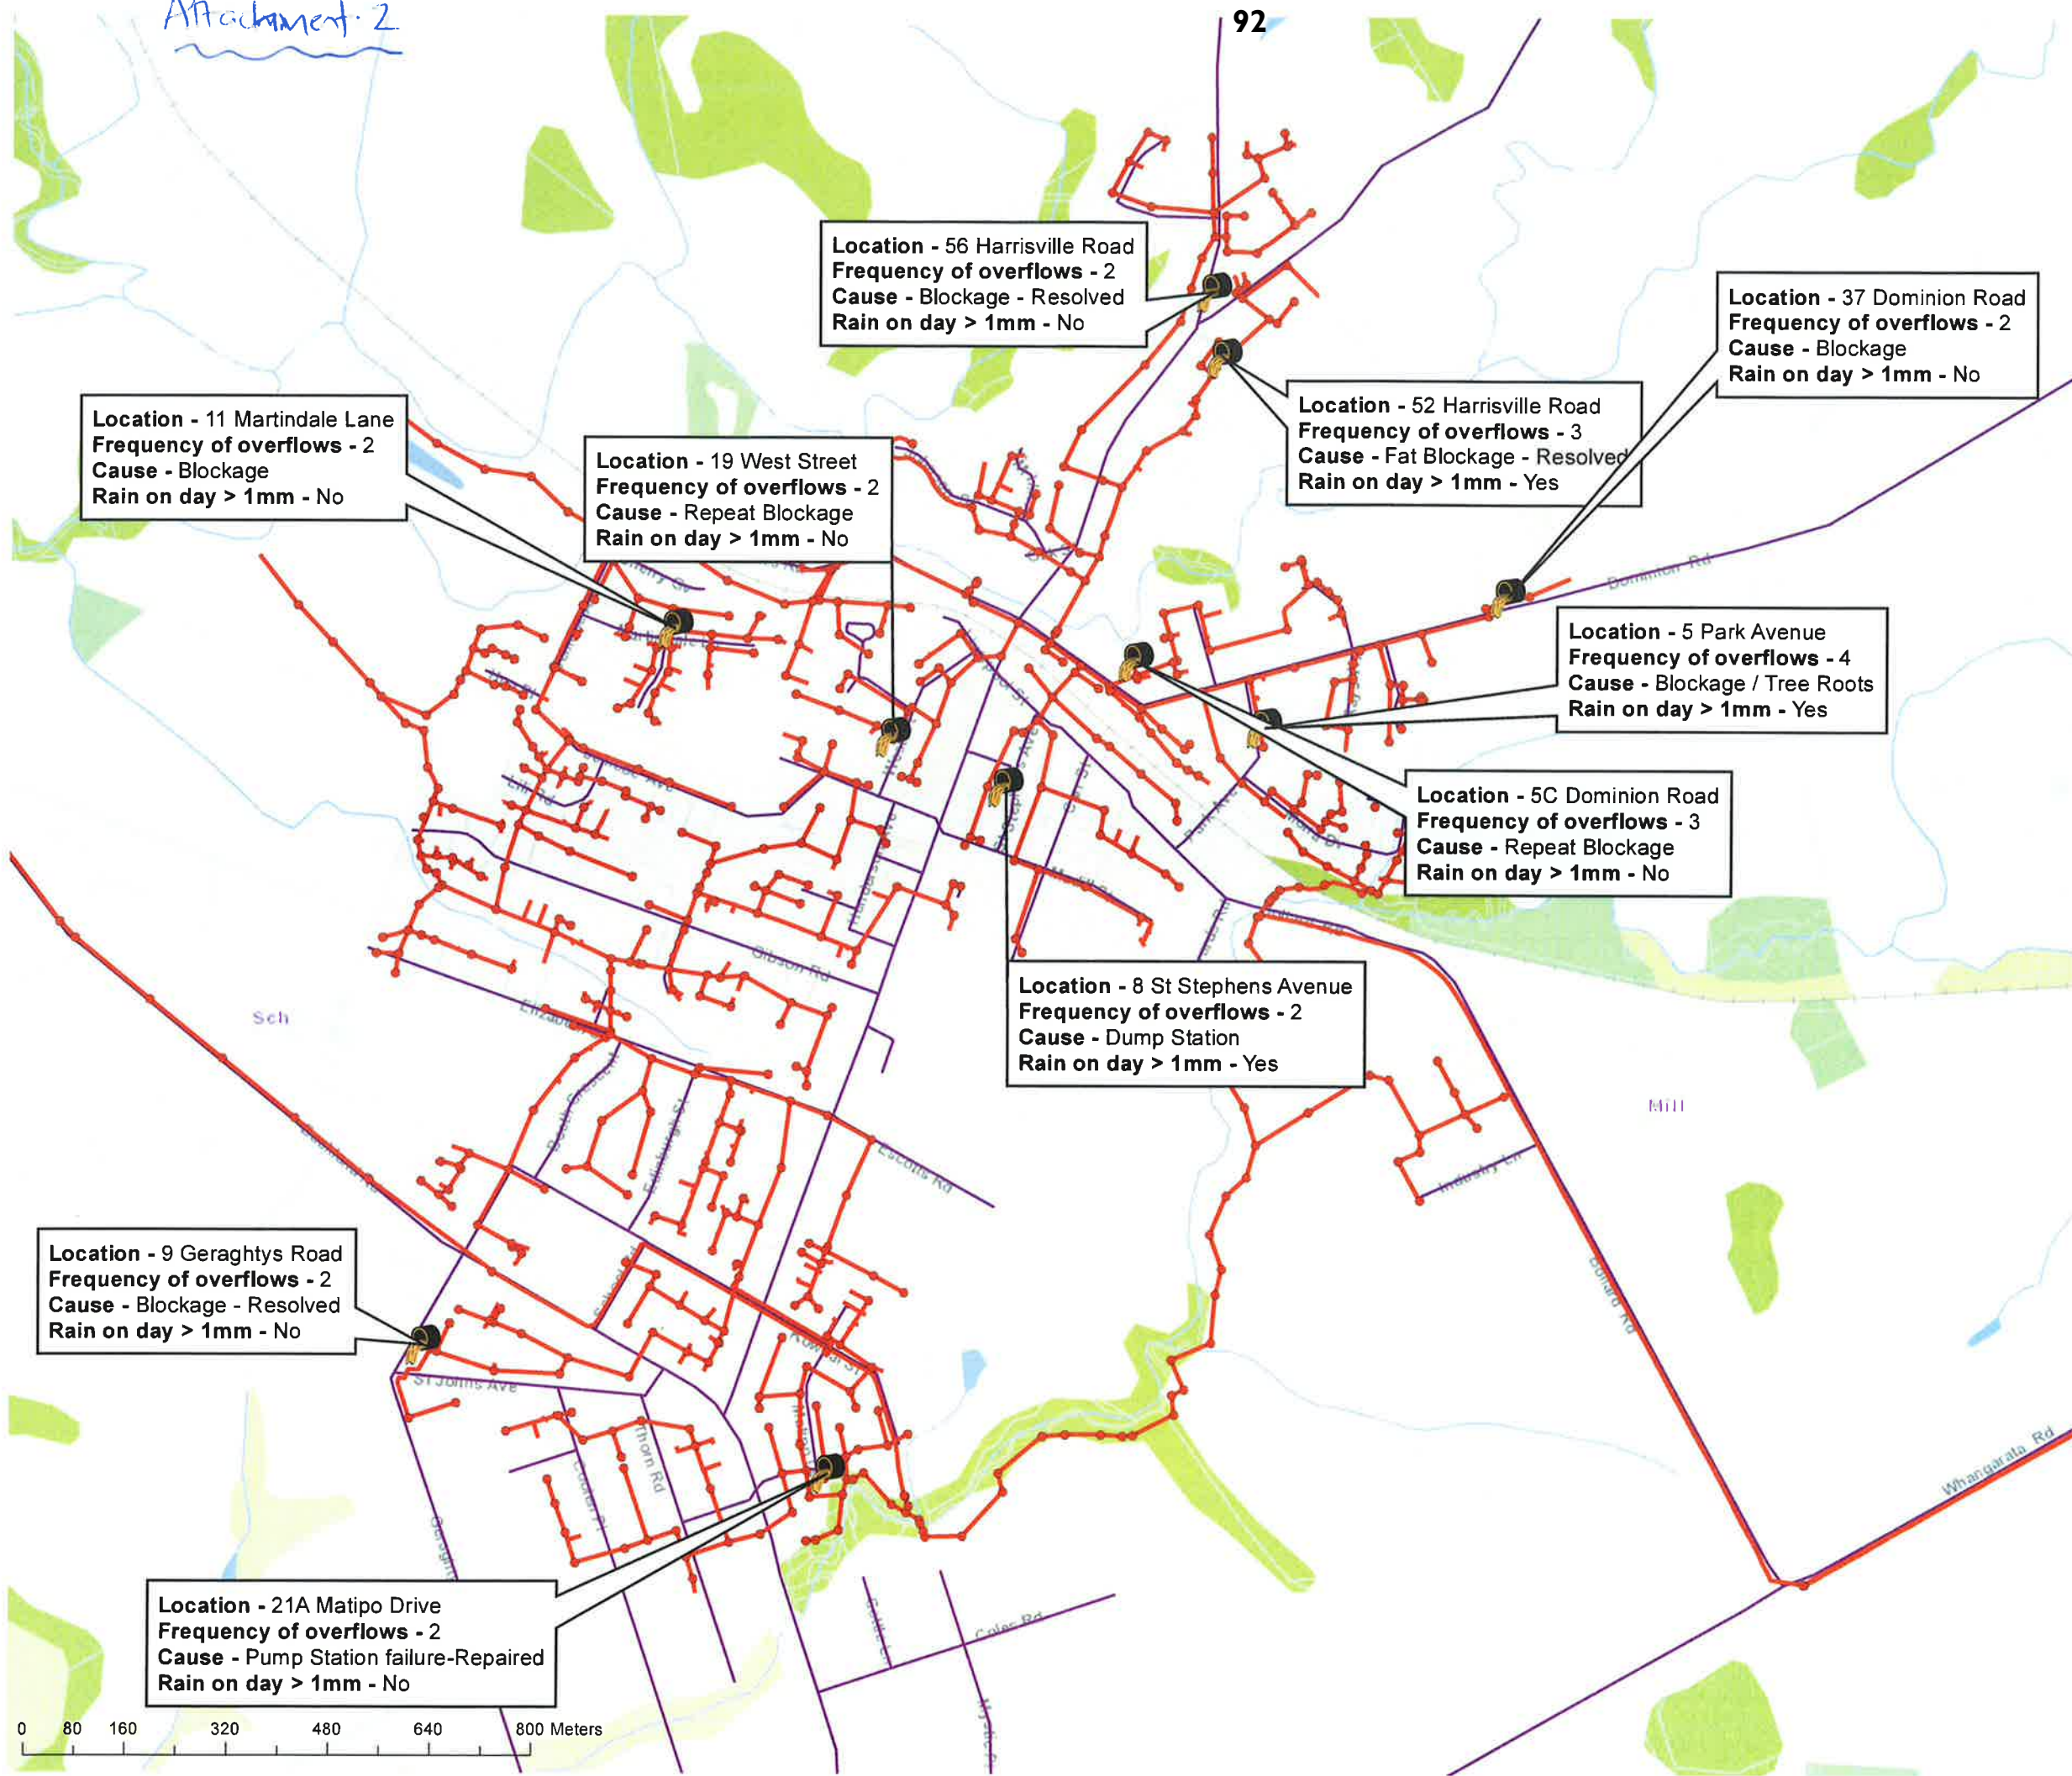 Attachment. 2
92
Location - 56 Harrisville Road
Frequency of overflows - 2
Cause - Blockage - Resolved
Rain on day > 1mm - No
Location - 37 Dominion Road
Frequency of overflows - 2
Cause - Blockage
Rain on day > 1mm - No
Location - 52 Harrisville Road
Frequency of overflows - 3
Cause - Fat Blockage - Resolved
Rain on day > 1mm - Yes
Location - 11 Martindale Lane
Frequency of overflows - 2
Cause - Blockage
Rain on day > 1mm - No
Location - 19 West Street
Frequency of overflows - 2
Cause - Repeat Blockage
Rain on day > 1mm - No
Dominion Rd
Location - 5 Park Avenue
Frequency of overflows - 4
Cause - Blockage / Tree Roots
Rain on day > 1mm - Yes
Location - 5C Dominion Road
Frequency of overflows - 3
Cause - Repeat Blockage
Rain on day > 1mm - No
Park Ave
Gibson Rd
Location - 8 St Stephens Avenue
Frequency of overflows - 2
Cause - Dump Station
Rain on day > 1mm - Yes
Sch
Mill
Escotts Rd
Industry Ln
Edinburgh St
Buckland Rd
Bollard Rd
Location - 9 Geraghtys Road
Frequency of overflows - 2
Cause - Blockage - Resolved
Rain on day > 1mm - No
St Johns Ave
Thorn Rd
Whangarata Rd
Location - 21A Matipo Drive
Frequency of overflows - 2
Cause - Pump Station failure-Repaired
Rain on day > 1mm - No
Coles Rd
0 80 160 320 480 640 800 Meters